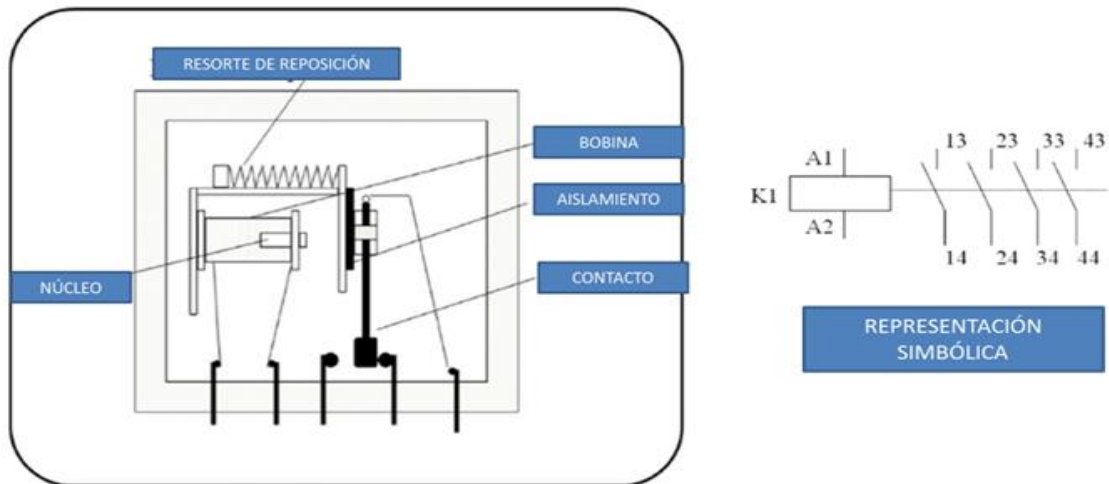 RESORTE DE REPOSICIÓN
BOBINA
AISLAMIENTO
NÚCLEO
CONTACTO
13 23 33 43
A1
K1
A2
14 24 34 44
REPRESENTACIÓN
SIMBÓLICA